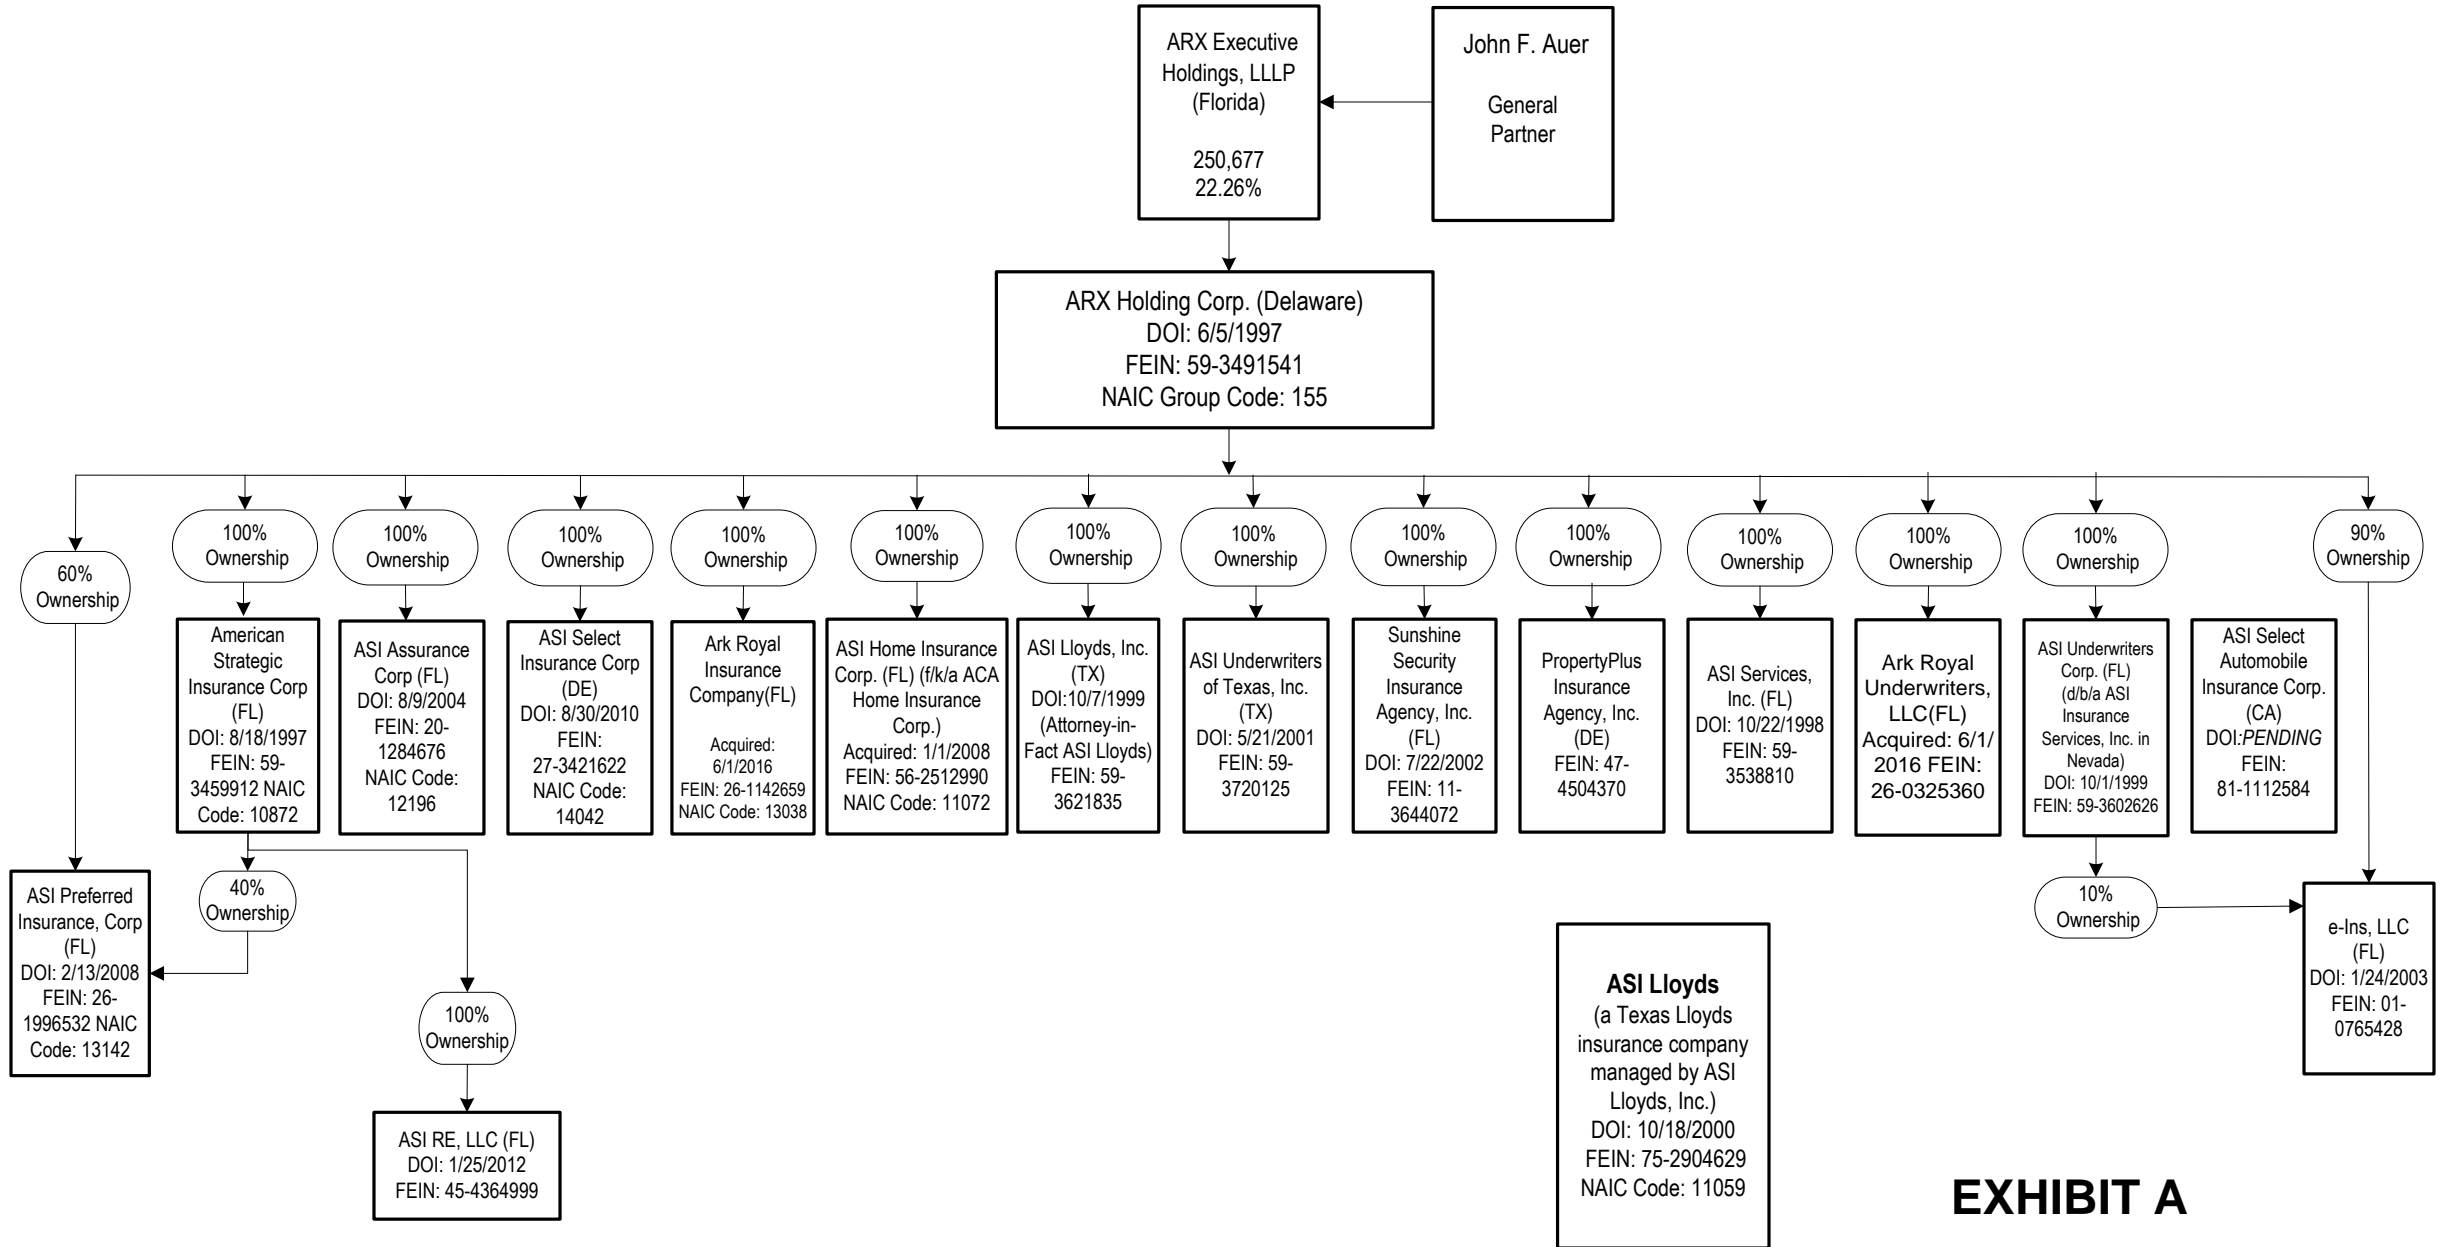 ARX Executive
Holdings, LLLP
(Florida)
250,677
22.26%
John F. Auer
General
Partner
ARX Holding Corp. (Delaware)
DOI: 6/5/1997
FEIN: 59-3491541
NAIC Group Code: 155
60%
Ownership
100%
Ownership
100%
Ownership
100%
Ownership
100%
Ownership
100%
Ownership
100%
Ownership
100%
Ownership
100%
Ownership
100%
Ownership
100%
Ownership
100%
Ownership
100%
Ownership
90%
Ownership
American
Strategic
Insurance Corp
(FL)
DOI: 8/18/1997
FEIN: 59-
3459912 NAIC
Code: 10872
ASI Assurance
Corp (FL)
DOI: 8/9/2004
FEIN: 20-
1284676
NAIC Code:
12196
ASI Select
Insurance Corp
(DE)
DOI: 8/30/2010
FEIN:
27-3421622
NAIC Code:
14042
Ark Royal
Insurance
Company(FL)
Acquired:
6/1/2016
FEIN: 26-1142659
NAIC Code: 13038
ASI Home Insurance
Corp. (FL) (f/k/a ACA
Home Insurance
Corp.)
Acquired: 1/1/2008
FEIN: 56-2512990
NAIC Code: 11072
ASI Lloyds, Inc.
(TX)
DOI:10/7/1999
(Attorney-in-
Fact ASI Lloyds)
FEIN: 59-
3621835
ASI Underwriters
of Texas, Inc.
(TX)
DOI: 5/21/2001
FEIN: 59-
3720125
Sunshine
Security
Insurance
Agency, Inc.
(FL)
DOI: 7/22/2002
FEIN: 11-
3644072
PropertyPlus
Insurance
Agency, Inc.
(DE)
FEIN: 47-
4504370
ASI Services,
Inc. (FL)
DOI: 10/22/1998
FEIN: 59-
3538810
Ark Royal
Underwriters,
LLC(FL)
Acquired: 6/1/
2016 FEIN:
26-0325360
ASI Underwriters
Corp. (FL)
(d/b/a ASI
Insurance
Services, Inc. in
Nevada)
DOI: 10/1/1999
FEIN: 59-3602626
ASI Select
Automobile
Insurance Corp.
(CA)
DOI:PENDING
FEIN:
81-1112584
ASI Preferred
Insurance, Corp
(FL)
DOI: 2/13/2008
FEIN: 26-
1996532 NAIC
Code: 13142
40%
Ownership
100%
Ownership
ASI RE, LLC (FL)
DOI: 1/25/2012
FEIN: 45-4364999
10%
Ownership
e-Ins, LLC
(FL)
DOI: 1/24/2003
FEIN: 01-
0765428
ASI Lloyds
(a Texas Lloyds
insurance company
managed by ASI
Lloyds, Inc.)
DOI: 10/18/2000
FEIN: 75-2904629
NAIC Code: 11059
EXHIBIT A